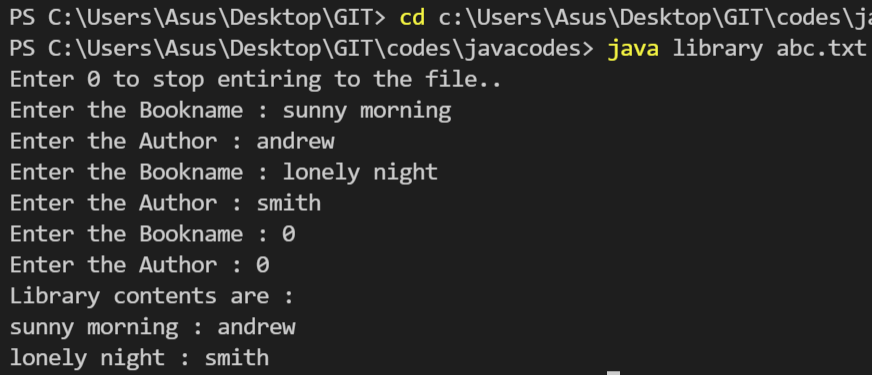 PS C:\Users\Asus\Desktop\GIT> cd c:\Users\Asus\Desktop\GIT\codes\ja
PS C:\Users\Asus\Desktop\GIT\codes\javacodes> java library abc.txt
Enter 0 to stop entiring to the file..
Enter the Bookname : sunny morning
Enter the Author : andrew
Enter the Bookname : lonely night
Enter the Author : smith
Enter the Bookname : 0
Enter the Author : 0
Library contents are :
sunny morning : andrew
lonely night : smith